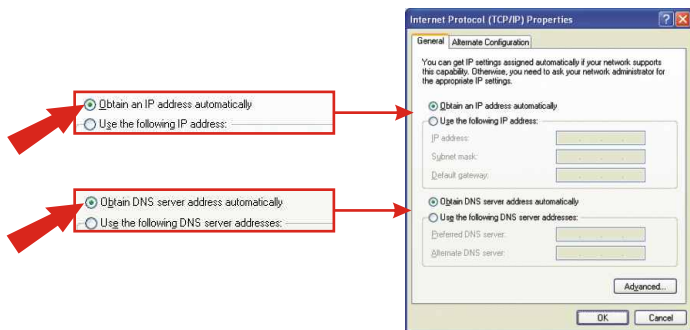 Obtain an IP address automatically
Use the following IP address:
Obtain DNS server address automatically
Use the following DNS server addresses:
Internet Protocol (TCP/IP) Properties
General
Alternate Configuration
You can get IP settings assigned automatically if your network supports
this capability. Otherwise, you need to ask your network administrator for
the appropriate IP settings.
Obtain an IP address automatically
Use the following IP address:
IP address:
Subnet mask:
Default gateway:
Obtain DNS server address automatically
Use the following DNS server addresses:
Preferred DNS server:
Alternate DNS server:
Advanced...
OK
Cancel